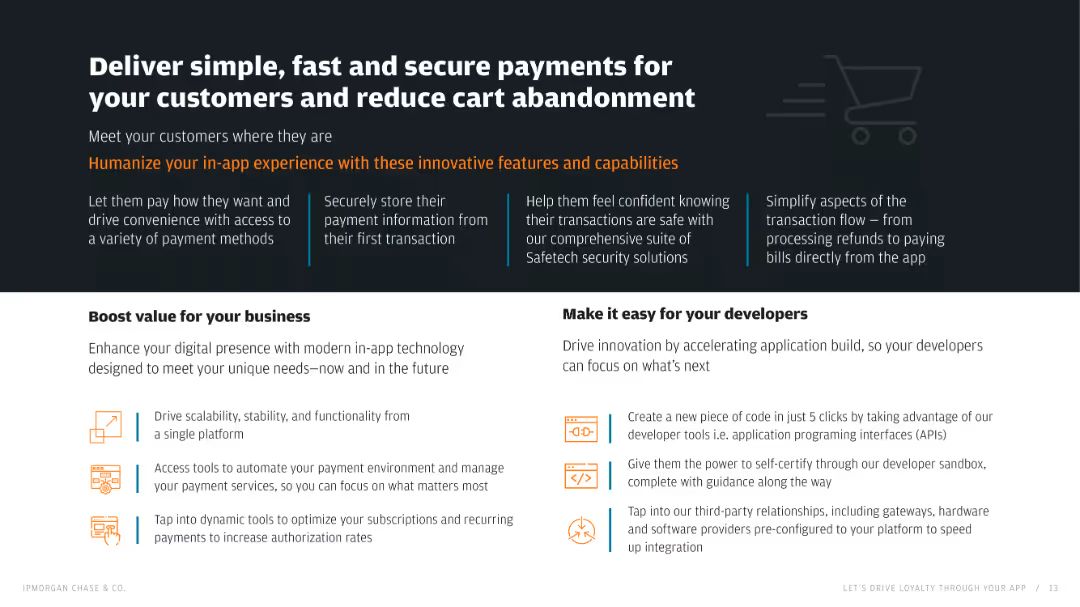 Deliver simple, fast and secure payments for
your customers and reduce cart abandonment
Meet your customers where they are
Humanize your in-app experience with these innovative features and capabilities
Let them pay how they want and
drive convenience with access to
a variety of payment methods
Securely store their
payment information from
their first transaction
Help them feel confident knowing
their transactions are safe with
our comprehensive suite of
Safetech security solutions
Simplify aspects of the
transaction flow — from
processing refunds to paying
bills directly from the app
Boost value for your business
Enhance your digital presence with modern in-app technology
designed to meet your unique needs—now and in the future
Drive scalability, stability, and functionality from
a single platform
Access tools to automate your payment environment and manage
your payment services, so you can focus on what matters most
Tap into dynamic tools to optimize your subscriptions and recurring
payments to increase authorization rates
Make it easy for your developers
Drive innovation by accelerating application build, so your developers
can focus on what's next
Create a new piece of code in just 5 clicks by taking advantage of our
developer tools i.e. application programing interfaces (APIs)
Give them the power to self-certify through our developer sandbox,
complete with guidance along the way
Tap into our third-party relationships, including gateways, hardware
and software providers pre-configured to your platform to speed
up integration
JPMORGAN CHASE & CO.
LET'S DRIVE LOYALTY THROUGH YOUR APP / 13